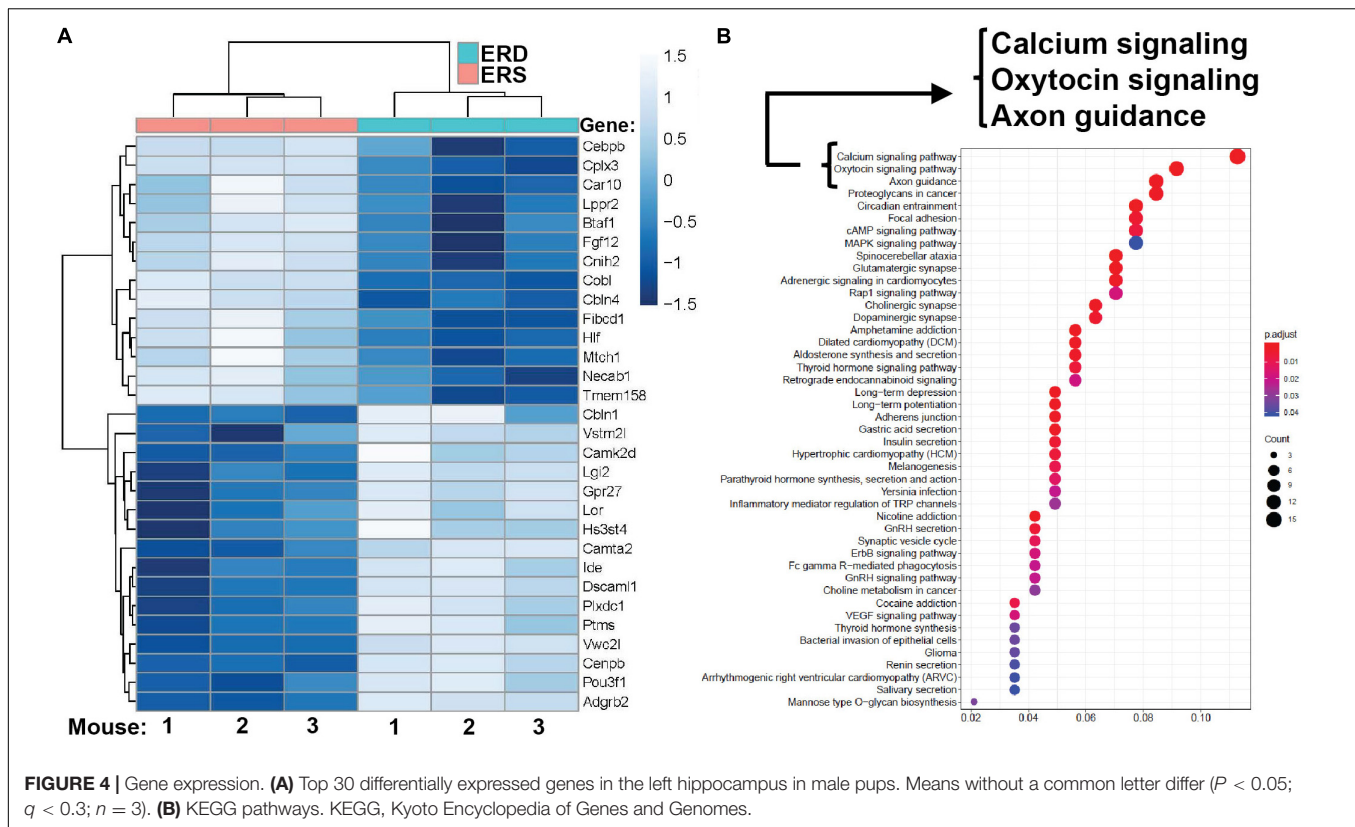 A
ERD
ERS
1.5
1
0.5
0
−0.5
−1
−1.5
Gene:
Cebpb
Cplx3
Car10
Lppr2
Btaf1
Fgf12
Cnih2
Cobl
Cbln4
Fibcd1
Hlf
Mtch1
Necab1
Tmem158
Cbln1
Vstm2l
Camk2d
Lgi2
Gpr27
Lor
Hs3st4
Camta2
Ide
Dscaml1
Plxdc1
Ptms
Vwc2l
Cenpb
Pou3f1
Adgrb2
Mouse: 1 2 3 1 2 3
B
Calcium signaling
Oxytocin signaling
Axon guidance
Calcium signaling pathway
Oxytocin signaling pathway
Axon guidance
Proteoglycans in cancer
Circadian entrainment
Focal adhesion
cAMP signaling pathway
MAPK signaling pathway
Spinocerebellar ataxia
Glutamatergic synapse
Adrenergic signaling in cardiomyocytes
Rap1 signaling pathway
Cholinergic synapse
Dopaminergic synapse
Amphetamine addiction
Dilated cardiomyopathy (DCM)
Aldosterone synthesis and secretion
Thyroid hormone signaling pathway
Retrograde endocannabinoid signaling
Long-term depression
Long-term potentiation
Adherens junction
Gastric acid secretion
Insulin secretion
Hypertrophic cardiomyopathy (HCM)
Melanogenesis
Parathyroid hormone synthesis, secretion and action
Yersinia infection
Inflammatory mediator regulation of TRP channels
Nicotine addiction
GnRH secretion
Synaptic vesicle cycle
ErbB signaling pathway
Fc gamma R-mediated phagocytosis
GnRH signaling pathway
Choline metabolism in cancer
Cocaine addiction
VEGF signaling pathway
Thyroid hormone synthesis
Bacterial invasion of epithelial cells
Glioma
Renin secretion
Arrhythmogenic right ventricular cardiomyopathy (ARVC)
Salivary secretion
Mannose type O-glycan biosynthesis
0.02 0.04 0.06 0.08 0.10
p.adjust
0.01
0.02
0.03
0.04
Count
3
6
9
12
15
FIGURE 4 | Gene expression. (A) Top 30 differentially expressed genes in the left hippocampus in male pups. Means without a common letter differ (P < 0.05;
q < 0.3; n = 3). (B) KEGG pathways. KEGG, Kyoto Encyclopedia of Genes and Genomes.